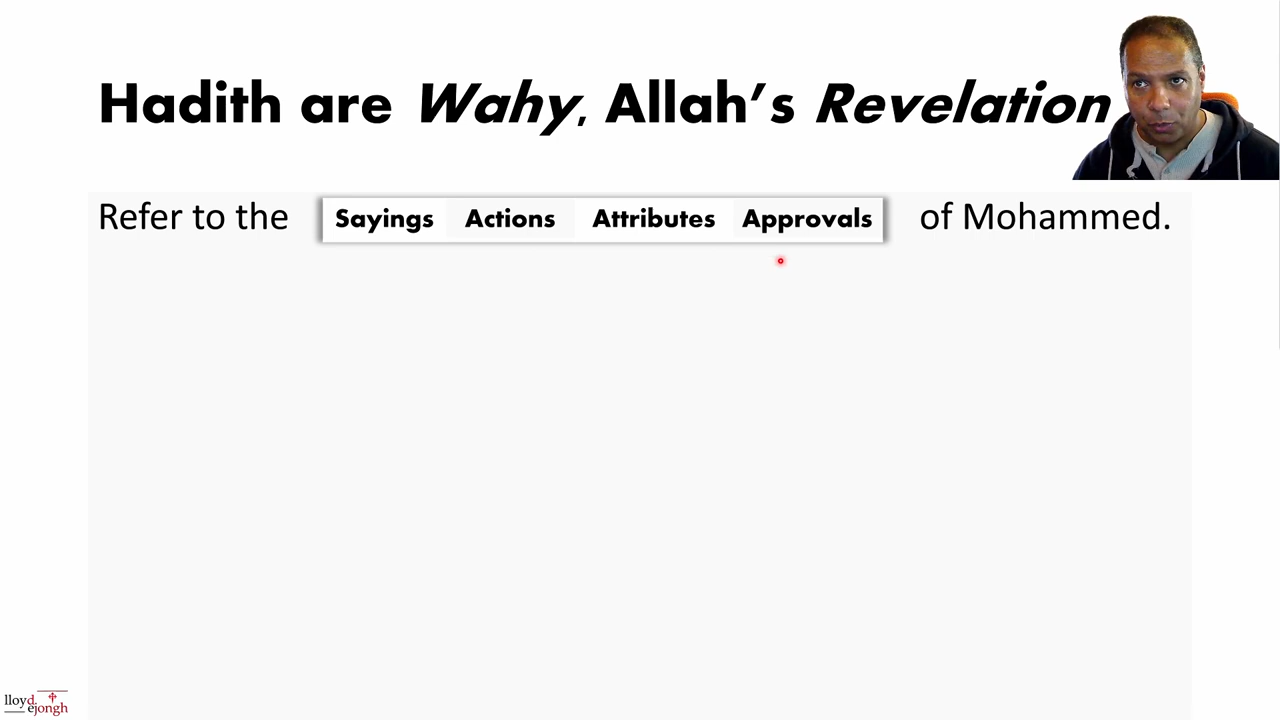 Hadith are Wahy, Allah’s Revelation
Refer to the Sayings Actions Attributes Approvals of Mohammed.
lloyd
ejongh